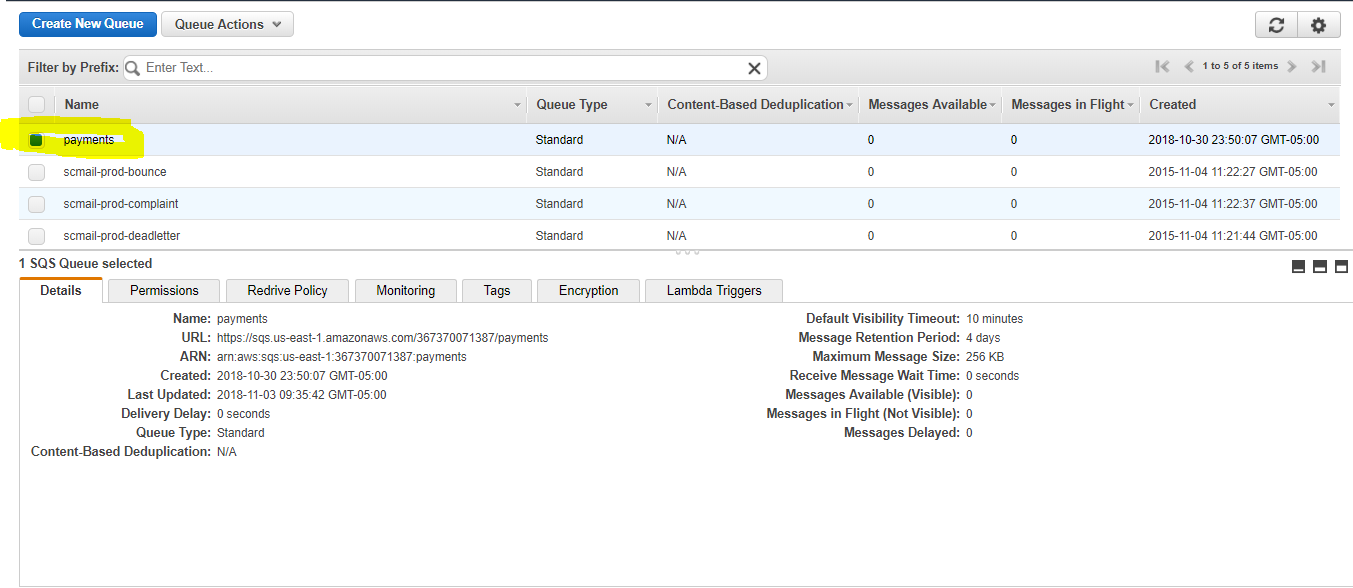 Create New Queue Queue Actions
Filter by Prefix: Enter Text... 1 to 5 of 5 items
Name Queue Type Content-Based Deduplication Messages Available Messages in Flight Created
payments Standard N/A 0 0 2018-10-30 23:50:07 GMT-05:00
scmail-prod-bounce Standard N/A 0 0 2015-11-04 11:22:27 GMT-05:00
scmail-prod-complaint Standard N/A 0 0 2015-11-04 11:22:37 GMT-05:00
scmail-prod-deadletter Standard N/A 0 0 2015-11-04 11:21:44 GMT-05:00
1 SQS Queue selected
Details Permissions Redrive Policy Monitoring Tags Encryption Lambda Triggers
Name: payments Default Visibility Timeout: 10 minutes
URL: https://sqs.us-east-1.amazonaws.com/367370071387/payments Message Retention Period: 4 days
ARN: arn:aws:sqs:us-east-1:367370071387:payments Maximum Message Size: 256 KB
Created: 2018-10-30 23:50:07 GMT-05:00 Receive Message Wait Time: 0 seconds
Last Updated: 2018-11-03 09:35:42 GMT-05:00 Messages Available (Visible): 0
Delivery Delay: 0 seconds Messages in Flight (Not Visible): 0
Queue Type: Standard Messages Delayed: 0
Content-Based Deduplication: N/A